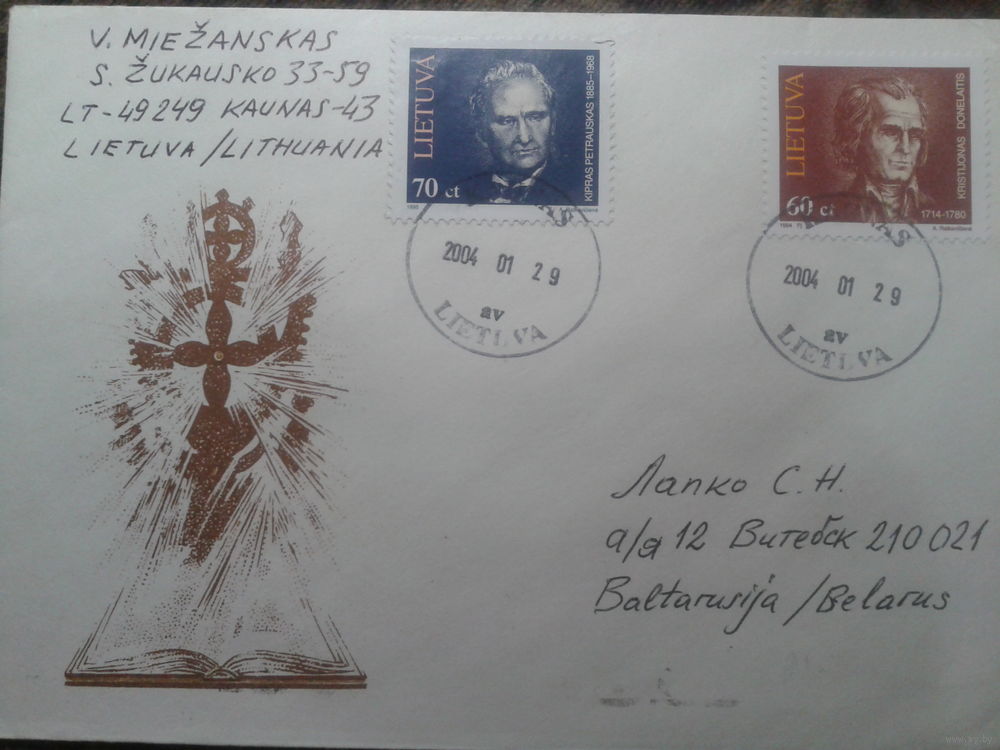 V. MIEŽANSKAS
S. ŽUKAUSKO 33-59
LT-49249 KAUNAS-43
LIETUVA/LITHUANIA
LIETUVA
70 ct
KIPRAS PETRAUSKAS 1885–1968
1995
LIETUVA
60 ct
KRISTIJONAS DONELAITIS
1714-1780
1994
2004 01 29
av
LIETUVA
2004 01 29
av
LIETUVA
Лапко С.Н.
а/я 12 Витебск 210021
Baltarusija /Belarus